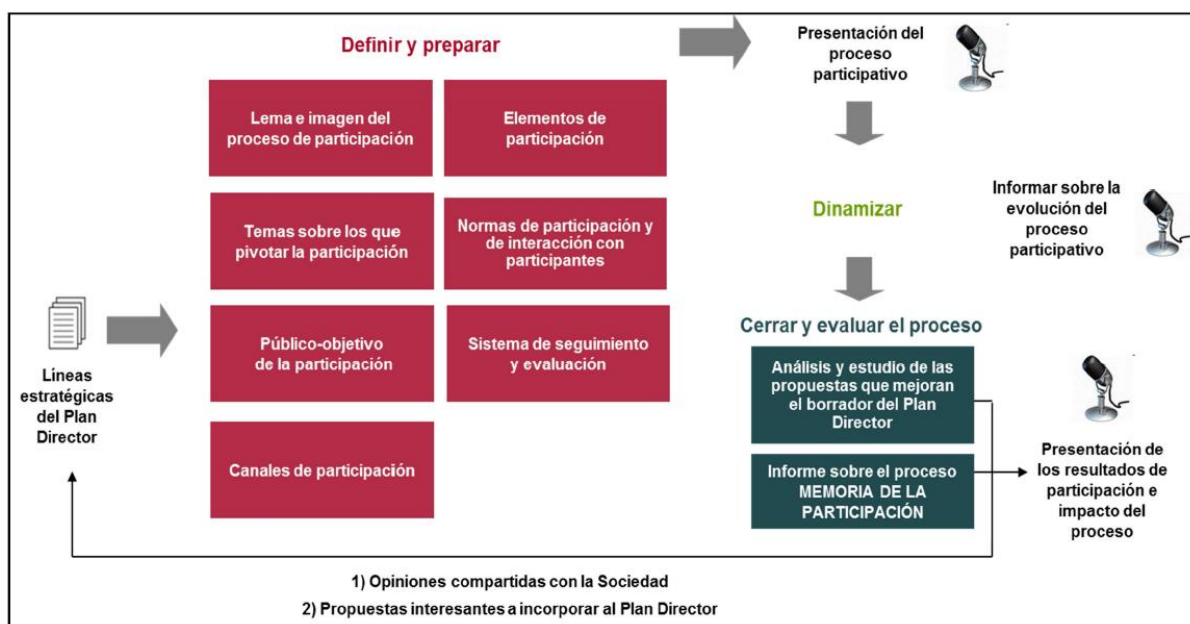 Definir y preparar
Lema e imagen del
proceso de participación
Elementos de
participación
Temas sobre los que
pivotar la participación
Normas de participación y
de interacción con
participantes
Público-objetivo
de la participación
Sistema de seguimiento
y evaluación
Canales de participación
Líneas
estratégicas
del Plan
Director
Presentación del
proceso
participativo
Dinamizar
Informar sobre la
evolución del
proceso
participativo
Cerrar y evaluar el proceso
Análisis y estudio de las
propuestas que mejoran
el borrador del Plan
Director
Informe sobre el proceso
MEMORIA DE LA
PARTICIPACIÓN
Presentación de
los resultados de
participación e
impacto del
proceso
1) Opiniones compartidas con la Sociedad
2) Propuestas interesantes a incorporar al Plan Director